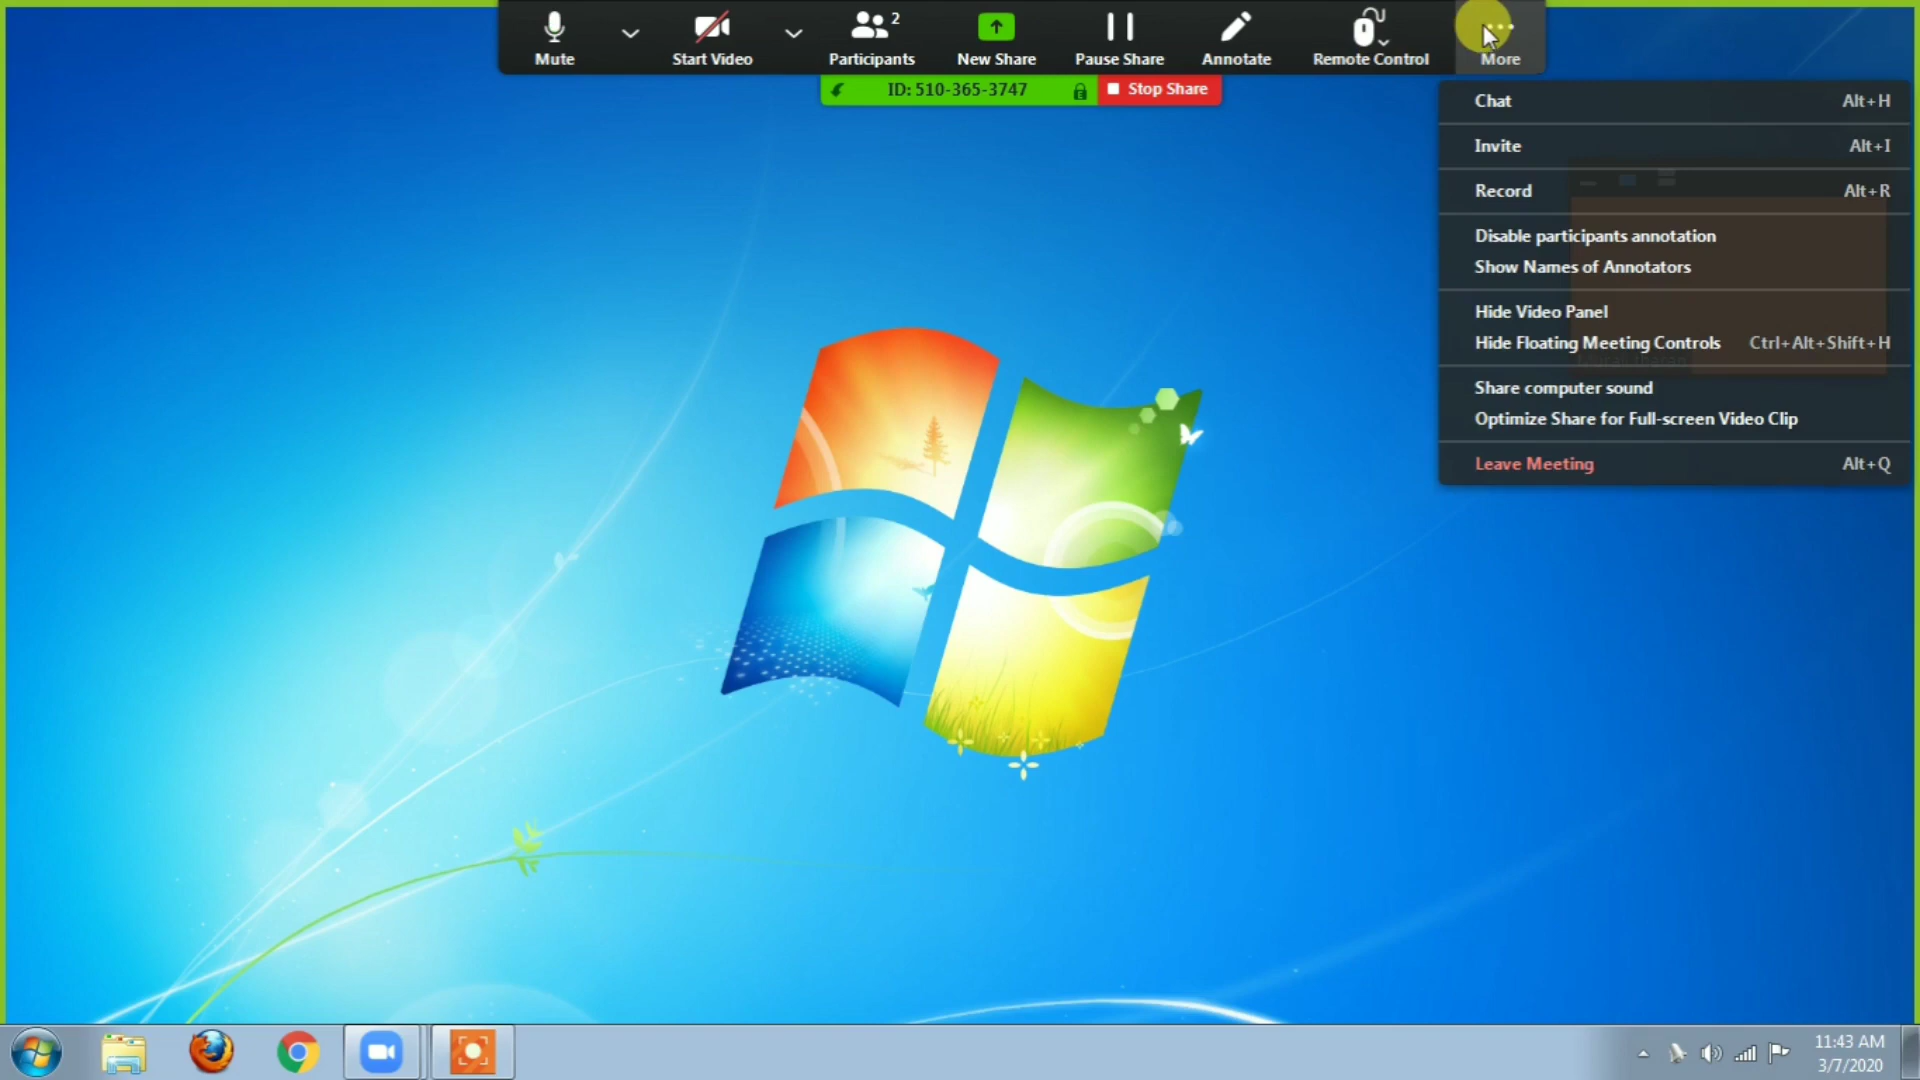 Mute
Start Video
Participants
2
New Share
Pause Share
Annotate
Remote Control
More
ID: 510-365-3747
Stop Share
Chat Alt+H
Invite Alt+I
Record Alt+R
Disable participants annotation
Show Names of Annotators
Hide Video Panel
Hide Floating Meeting Controls Ctrl+Alt+Shift+H
Share computer sound
Optimize Share for Full-screen Video Clip
Leave Meeting Alt+Q
11:43 AM
3/7/2020